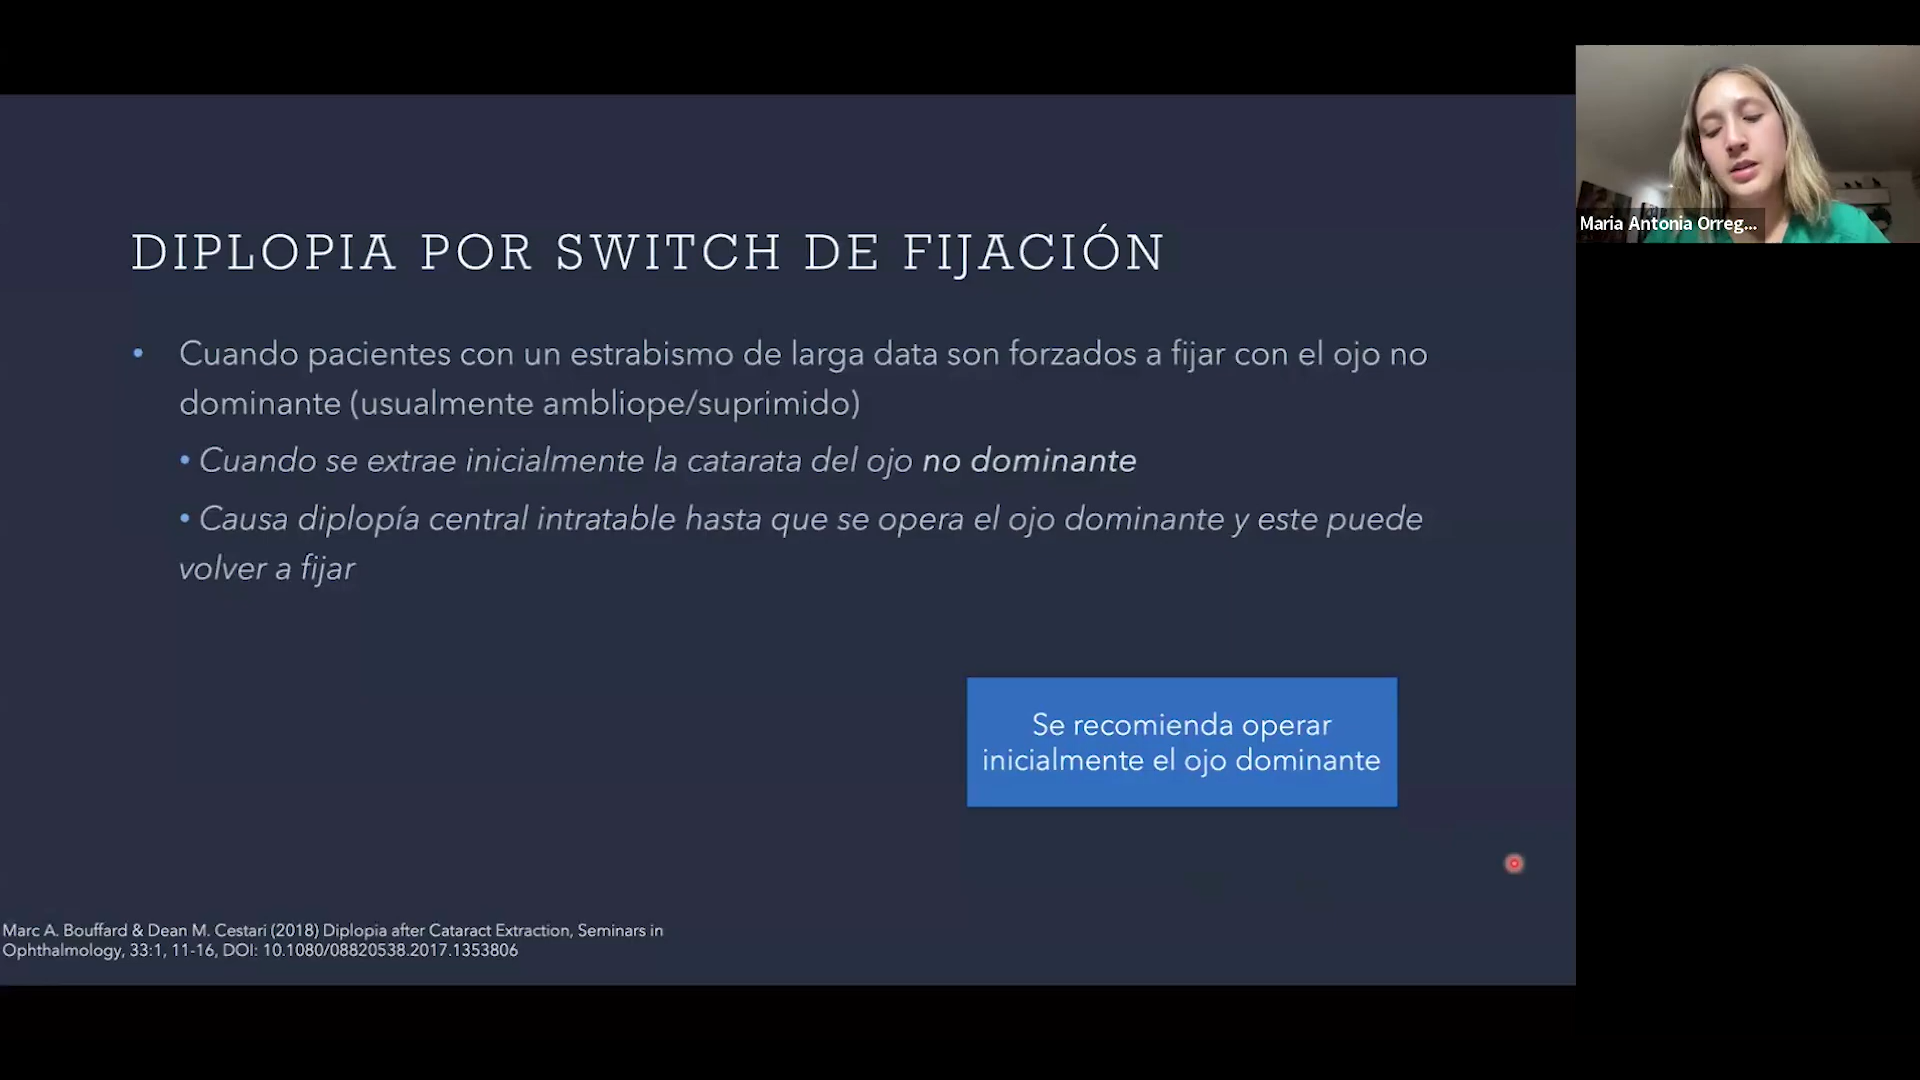 DIPLOPIA POR SWITCH DE FIJACIÓN
• Cuando pacientes con un estrabismo de larga data son forzados a fijar con el ojo no
dominante (usualmente ambliope/suprimido)
• Cuando se extrae inicialmente la catarata del ojo no dominante
• Causa diplopía central intratable hasta que se opera el ojo dominante y este puede
volver a fijar
Se recomienda operar
inicialmente el ojo dominante
Marc A. Bouffard & Dean M. Cestari (2018) Diplopia after Cataract Extraction, Seminars in
Ophthalmology, 33:1, 11-16, DOI: 10.1080/08820538.2017.1353806
Maria Antonia Orreg...